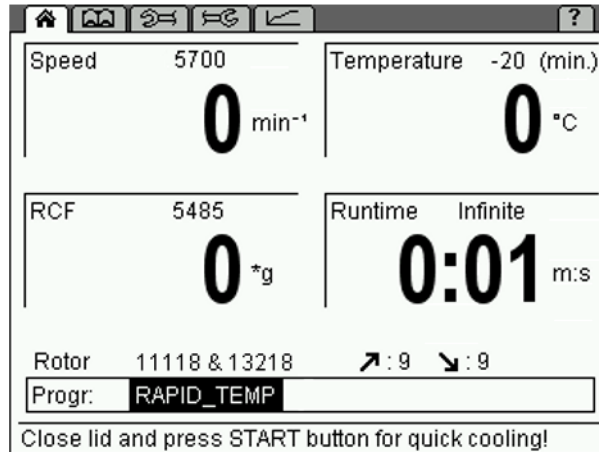 ?
Speed 5700
0 min⁻¹
Temperature -20 (min.)
0 °C
RCF 5485
0 *g
Runtime Infinite
0:01 m:s
Rotor 11118 & 13218 ↗: 9 ↘: 9
Progr: RAPID_TEMP
Close lid and press START button for quick cooling!